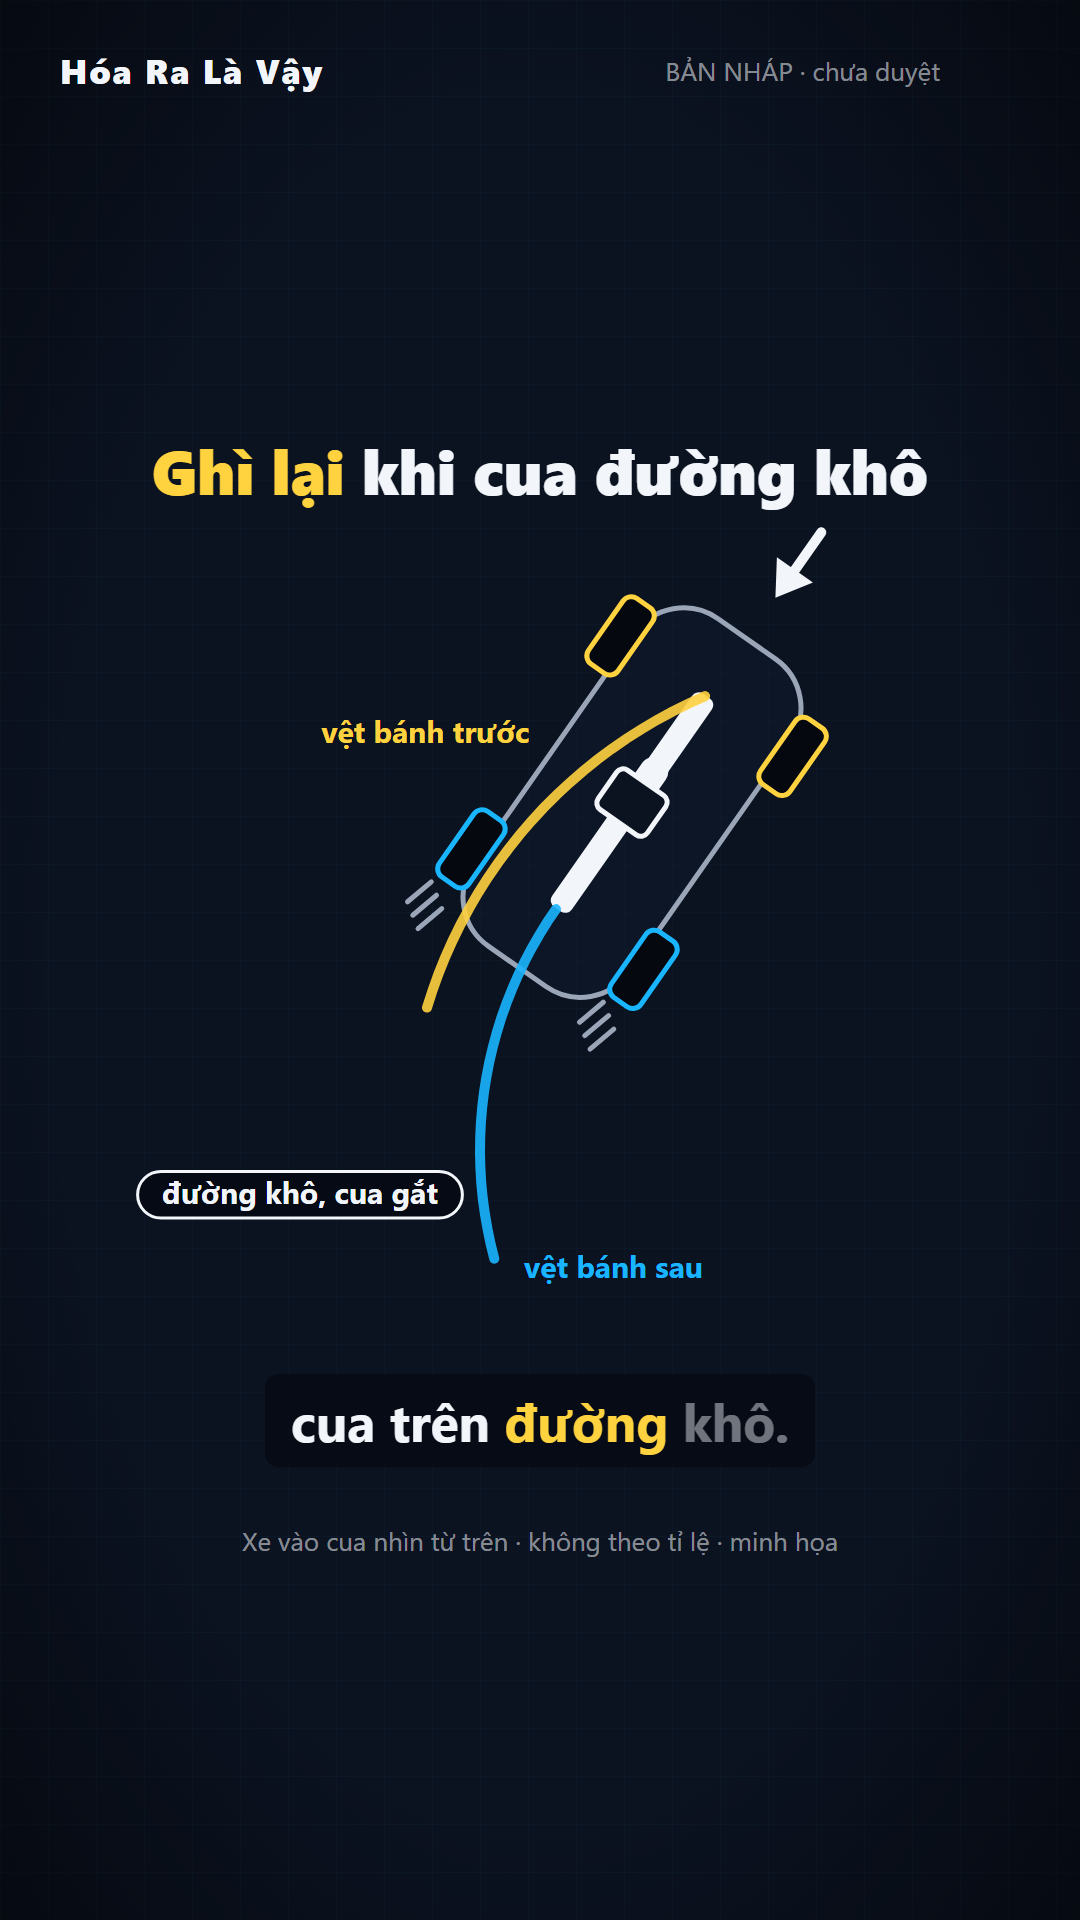 Hóa Ra Là Vậy
BẢN NHÁP · chưa duyệt
Ghì lại khi cua đường khô
vệt bánh trước
đường khô, cua gắt
vệt bánh sau
cua trên đường khô.
Xe vào cua nhìn từ trên · không theo tỉ lệ · minh họa